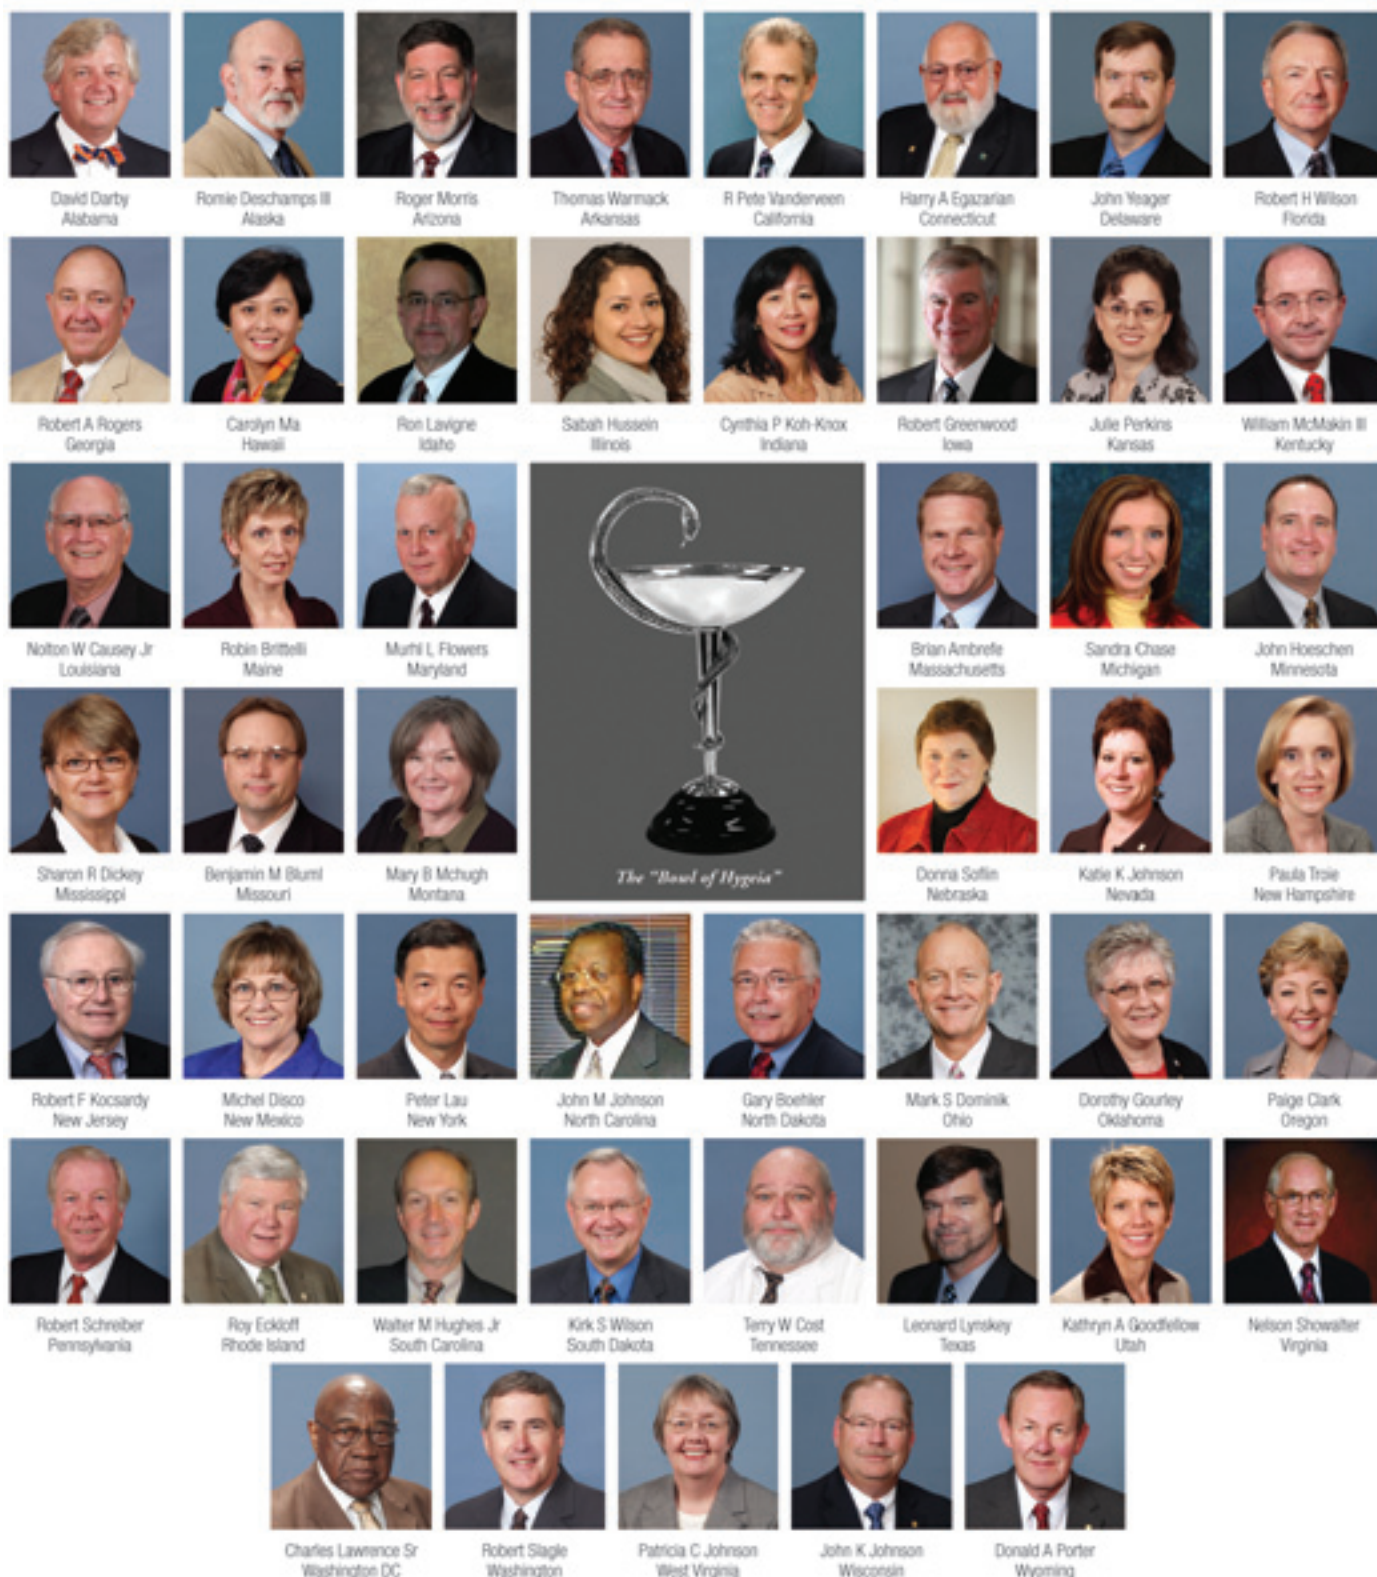 David Darby
Alabama
Romie Deschamps III
Alaska
Roger Morris
Arizona
Thomas Warmack
Arkansas
R Pete Vanderveen
California
Harry A Egazarian
Connecticut
John Yeager
Delaware
Robert H Wilson
Florida
Robert A Rogers
Georgia
Carolyn Ma
Hawaii
Ron Lavigne
Idaho
Sabah Hussein
Illinois
Cynthia P Koh-Knox
Indiana
Robert Greenwood
Iowa
Julie Perkins
Kansas
William McMakin III
Kentucky
Nolton W Causey Jr
Louisiana
Robin Brittelli
Maine
Murhl L Flowers
Maryland
Brian Ambrefe
Massachusetts
Sandra Chase
Michigan
John Hoeschen
Minnesota
Sharon R Dickey
Mississippi
Benjamin M Bluml
Missouri
Mary B Mchugh
Montana
The "Bowl of Hygeia"
Donna Soflin
Nebraska
Katie K Johnson
Nevada
Paula Troie
New Hampshire
Robert F Kocsardy
New Jersey
Michel Disco
New Mexico
Peter Lau
New York
John M Johnson
North Carolina
Gary Boehler
North Dakota
Mark S Dominik
Ohio
Dorothy Gourley
Oklahoma
Paige Clark
Oregon
Robert Schreiber
Pennsylvania
Roy Eckloff
Rhode Island
Walter M Hughes Jr
South Carolina
Kirk S Wilson
South Dakota
Terry W Cost
Tennessee
Leonard Lynskey
Texas
Kathryn A Goodfellow
Utah
Nelson Showalter
Virginia
Charles Lawrence Sr
Washington DC
Robert Slagle
Washington
Patricia C Johnson
West Virginia
John K Johnson
Wisconsin
Donald A Porter
Wyoming